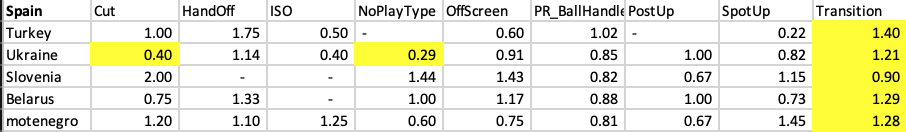 Spain Cut HandOff ISO NoPlayType OffScreen PR_BallHandle PostUp SpotUp Transition
Turkey 1.00 1.75 0.50 - 0.60 1.02 - 0.22 1.40
Ukraine 0.40 1.14 0.40 0.29 0.91 0.85 1.00 0.82 1.21
Slovenia 2.00 - - 1.44 1.43 0.82 0.67 1.15 0.90
Belarus 0.75 1.33 - 1.00 1.17 0.88 1.00 0.73 1.29
motenegro 1.20 1.10 1.25 0.60 0.75 0.81 0.67 1.45 1.28